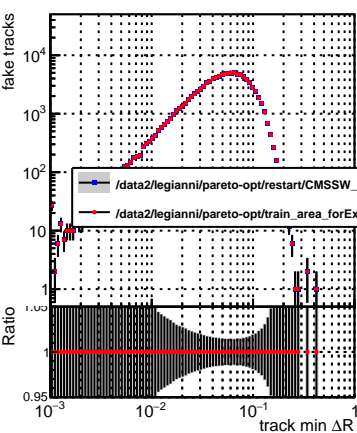 fake tracks
10⁴
10³
10²
/data2/legianni/pareto-opt/restart/CMSSW_
/data2/legianni/pareto-opt/train_area_forEx
10
1
Ratio
1.05
1
0.95
10⁻³ 10⁻² 10⁻¹ 1
track min ΔR